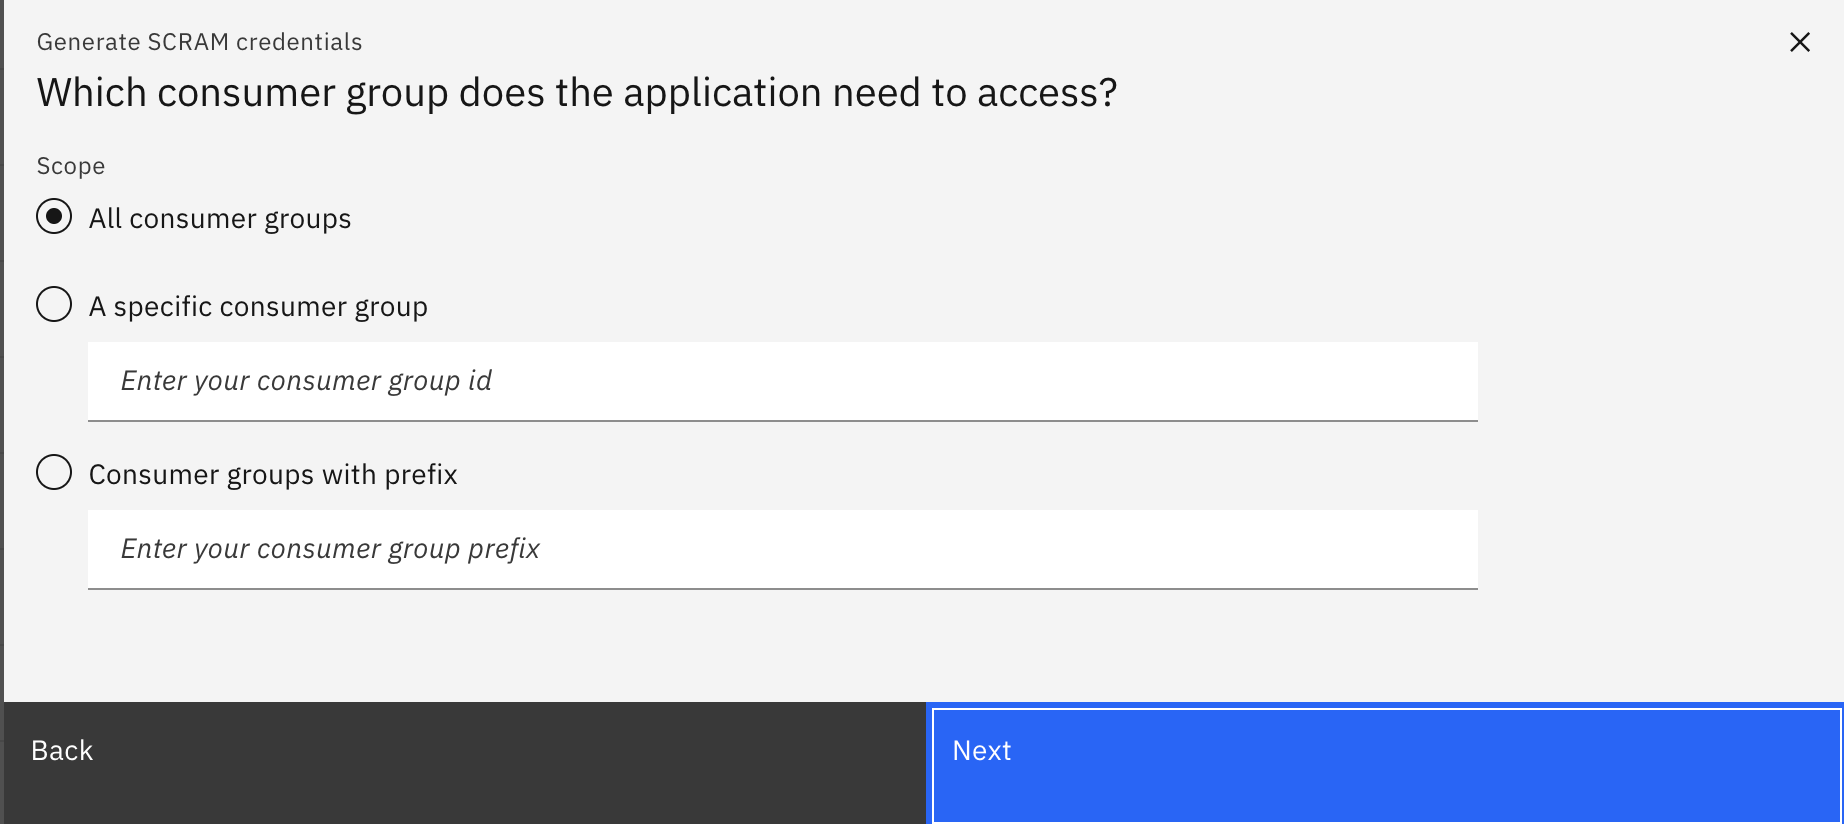 Generate SCRAM credentials
Which consumer group does the application need to access?
Scope
All consumer groups
A specific consumer group
Enter your consumer group id
Consumer groups with prefix
Enter your consumer group prefix
Back
Next